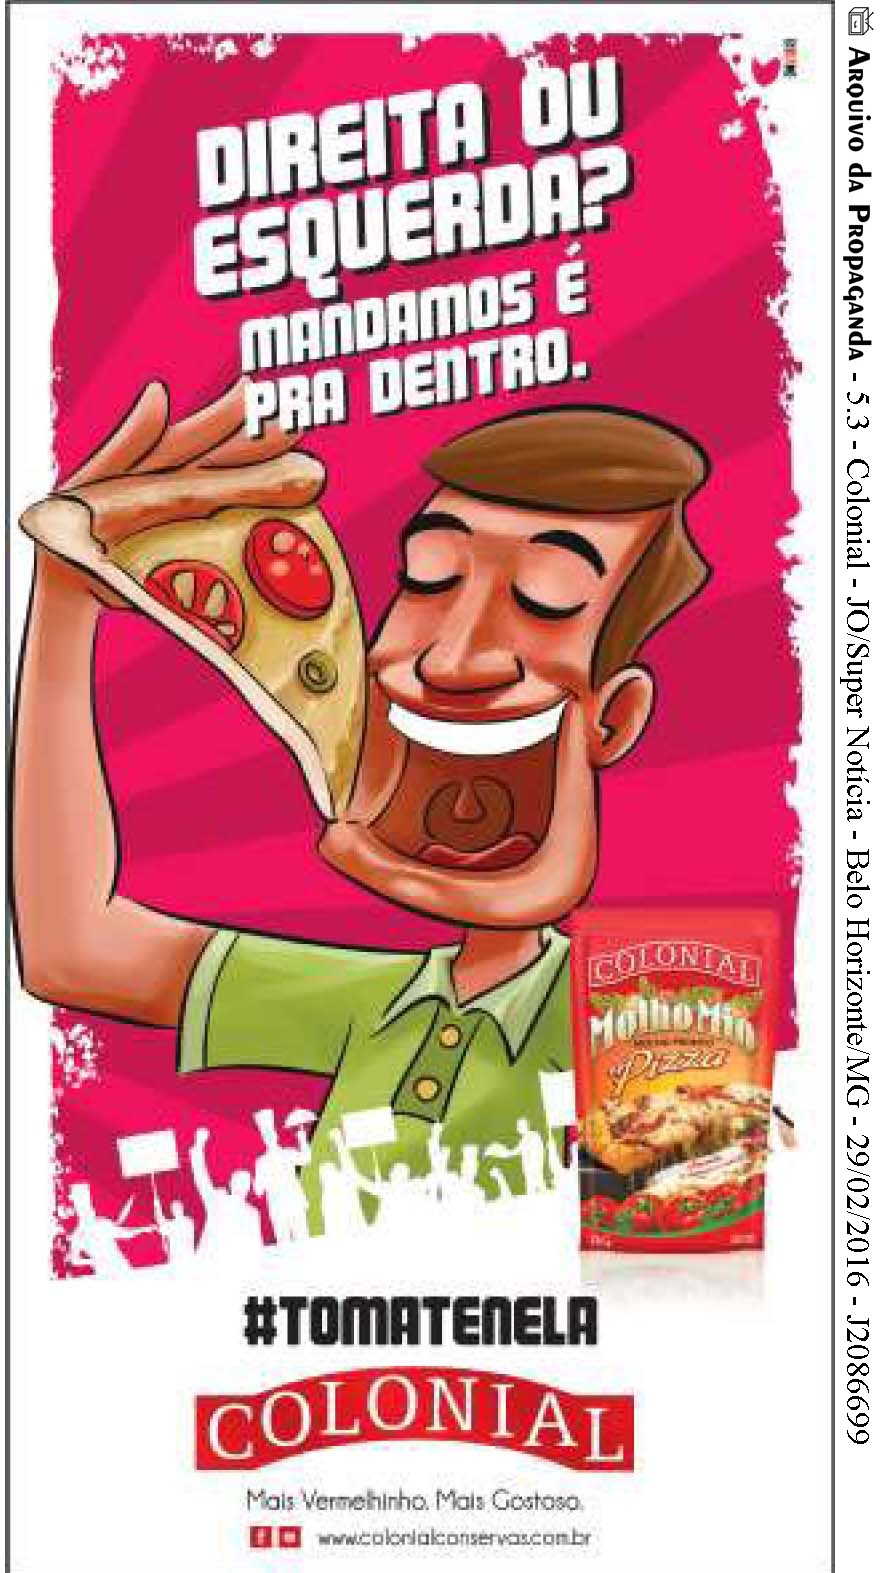 DIREITA OU
ESQUERDA?
MANDAMOS É
PRA DENTRO.
COLONIAL
Molho Mio
Pizza
#TOMATENELA
COLONIAL
Mais Vermelhinho. Mais Gostoso.
www.colonialconservas.com.br
Arquivo da Propaganda - 5.3 - Colonial - JO/Super Notícia - Belo Horizonte/MG - 29/02/2016 - J2086699